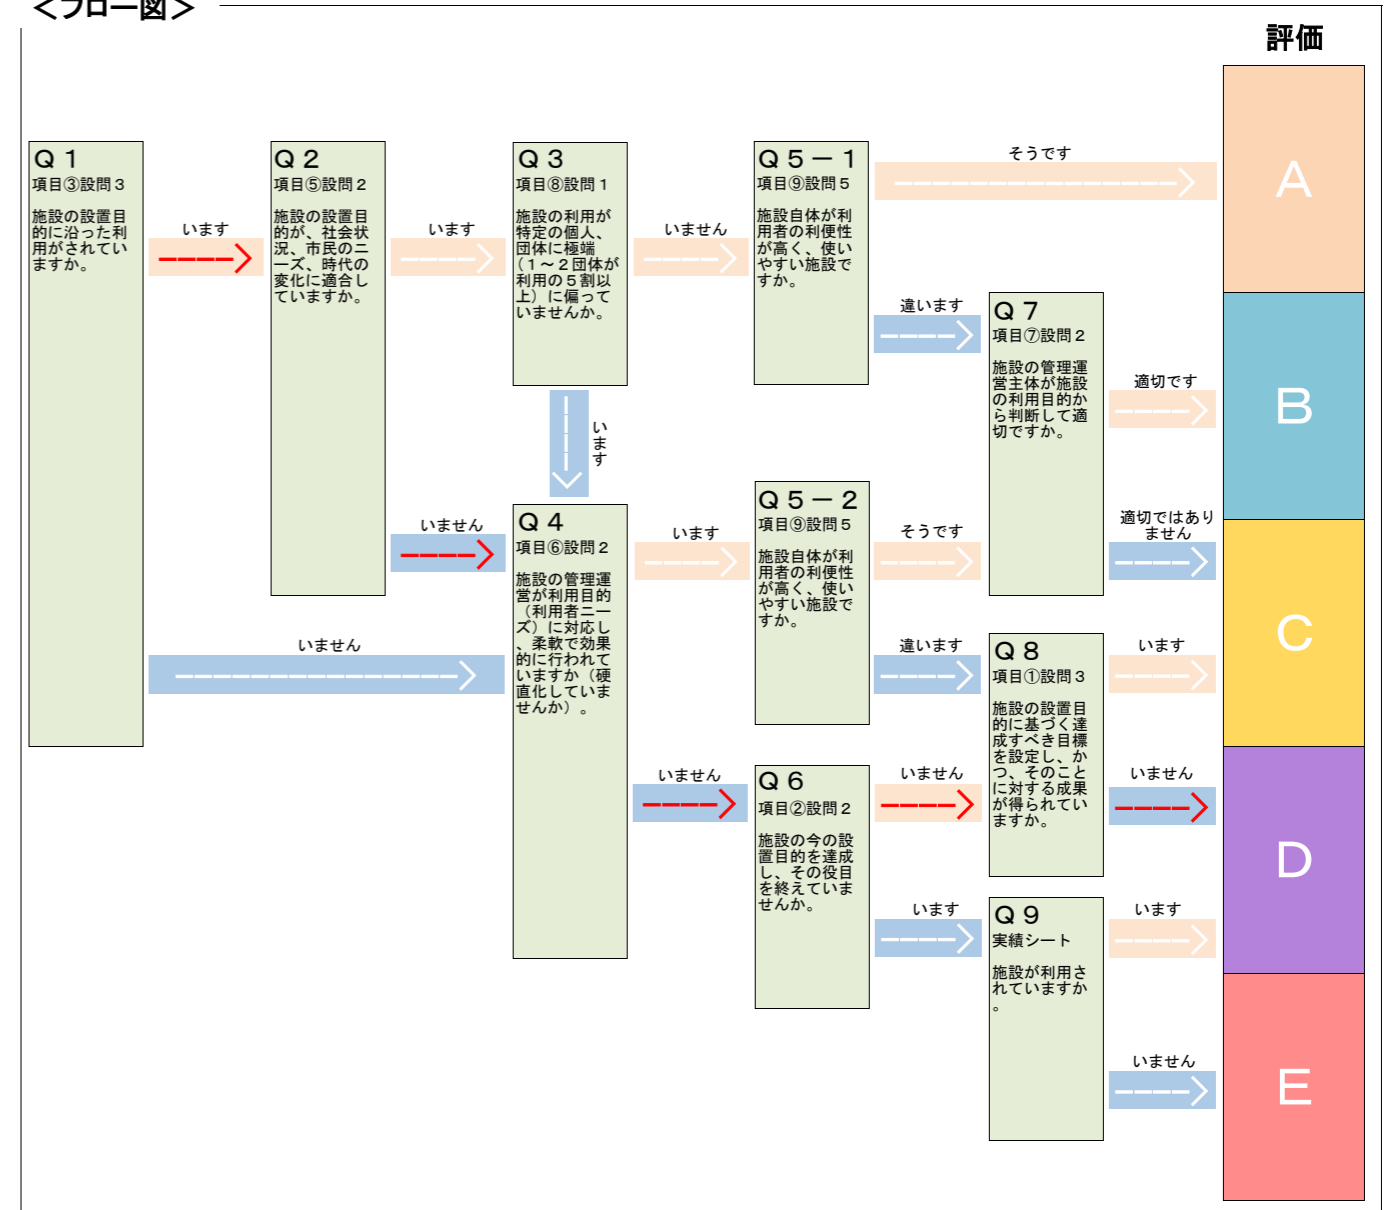 ＜フロー図＞
評価
Ｑ１
項目③設問３
施設の設置目
的に沿った利
用がされてい
ますか。
います
いません
Ｑ２
項目⑤設問２
施設の設置目
的が、社会状
況、市民のニ
ーズ、時代の
変化に適合し
ていますか。
います
いません
Ｑ３
項目⑧設問１
施設の利用が
特定の個人、
団体に極端
（１～２団体が
利用の５割以
上）に偏って
いませんか。
いません
います
Ｑ４
項目⑥設問２
施設の管理運
営が利用目的
（利用者ニー
ズ）に対応し
、柔軟で効果
的に行われて
いますか（硬
直化していま
せんか）。
います
いません
Ｑ５－１
項目⑨設問５
施設自体が利
用者の利便性
が高く、使い
やすい施設で
すか。
そうです
違います
Ｑ５－２
項目⑨設問５
施設自体が利
用者の利便性
が高く、使い
やすい施設で
すか。
そうです
違います
Ｑ６
項目②設問２
施設の今の設
置目的を達成
し、その役目
を終えていま
せんか。
いません
います
Ｑ７
項目⑦設問２
施設の管理運
営主体が施設
の利用目的か
ら判断して適
切ですか。
適切です
適切ではあり
ません
Ｑ８
項目①設問３
施設の設置目
的に基づく達
成すべき目標
を設定し、か
つ、そのこと
に対する成果
が得られてい
ますか。
います
いません
Ｑ９
実績シート
施設が利用さ
れていますか
。
います
いません
Ａ
Ｂ
Ｃ
Ｄ
Ｅ